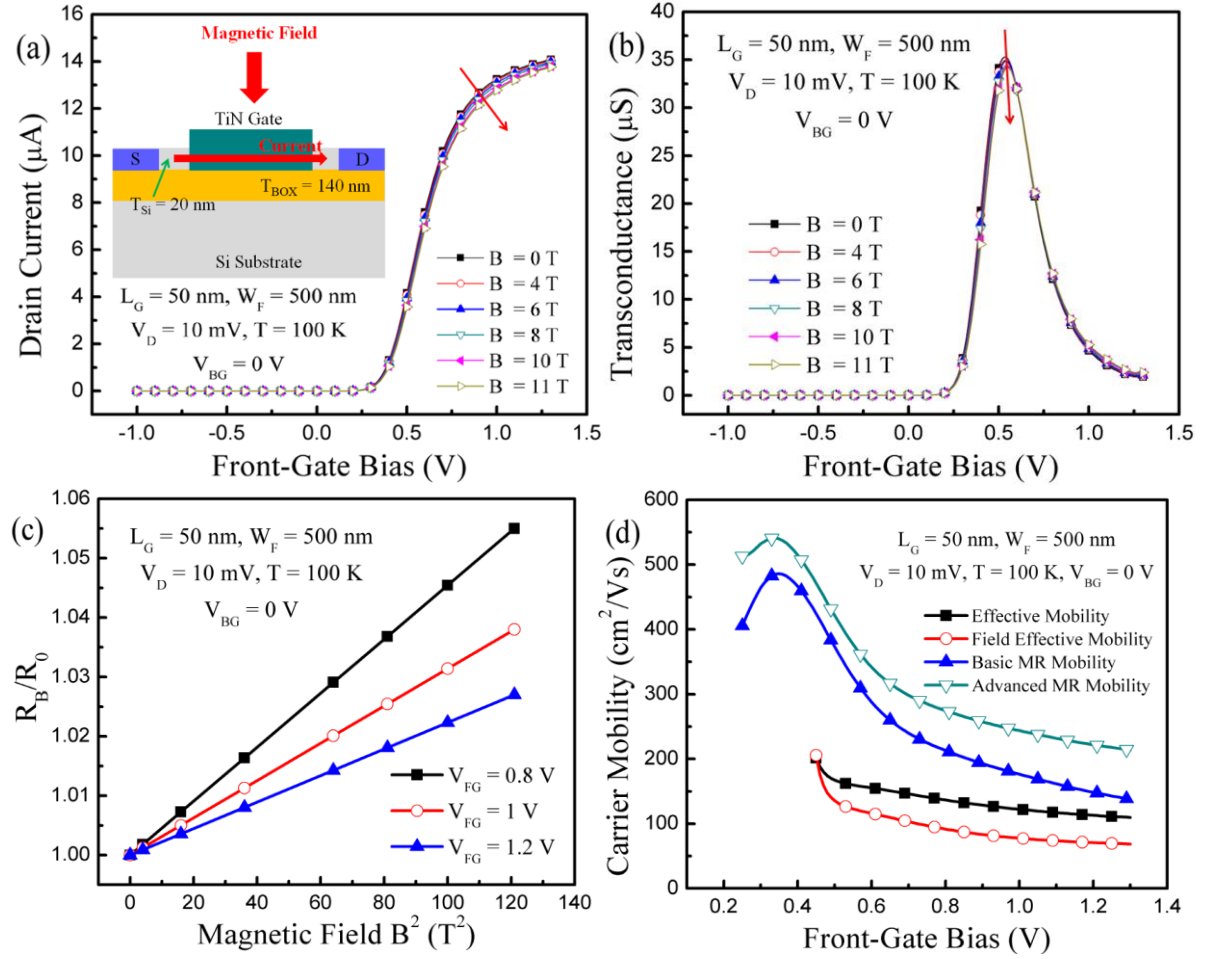 (a)
Magnetic Field
TiN Gate
Current
S
D
T_BOX = 140 nm
T_Si = 20 nm
Si Substrate
L_G = 50 nm, W_F = 500 nm
V_D = 10 mV, T = 100 K
V_BG = 0 V
B = 0 T
B = 4 T
B = 6 T
B = 8 T
B = 10 T
B = 11 T
Drain Current (μA)
14
12
10
8
6
4
2
0
-1.0 -0.5 0.0 0.5 1.0 1.5
Front-Gate Bias (V)
(b)
L_G = 50 nm, W_F = 500 nm
V_D = 10 mV, T = 100 K
V_BG = 0 V
B = 0 T
B = 4 T
B = 6 T
B = 8 T
B = 10 T
B = 11 T
Transconductance (μS)
40
35
30
25
20
15
10
5
0
-1.0 -0.5 0.0 0.5 1.0 1.5
Front-Gate Bias (V)
(c)
L_G = 50 nm, W_F = 500 nm
V_D = 10 mV, T = 100 K
V_BG = 0 V
V_FG = 0.8 V
V_FG = 1 V
V_FG = 1.2 V
R_B/R_0
1.06
1.05
1.04
1.03
1.02
1.01
1.00
0 20 40 60 80 100 120 140
Magnetic Field B² (T²)
(d)
L_G = 50 nm, W_F = 500 nm
V_D = 10 mV, T = 100 K, V_BG = 0 V
Effective Mobility
Field Effective Mobility
Basic MR Mobility
Advanced MR Mobility
Carrier Mobility (cm²/Vs)
600
500
400
300
200
100
0
0.2 0.4 0.6 0.8 1.0 1.2 1.4
Front-Gate Bias (V)